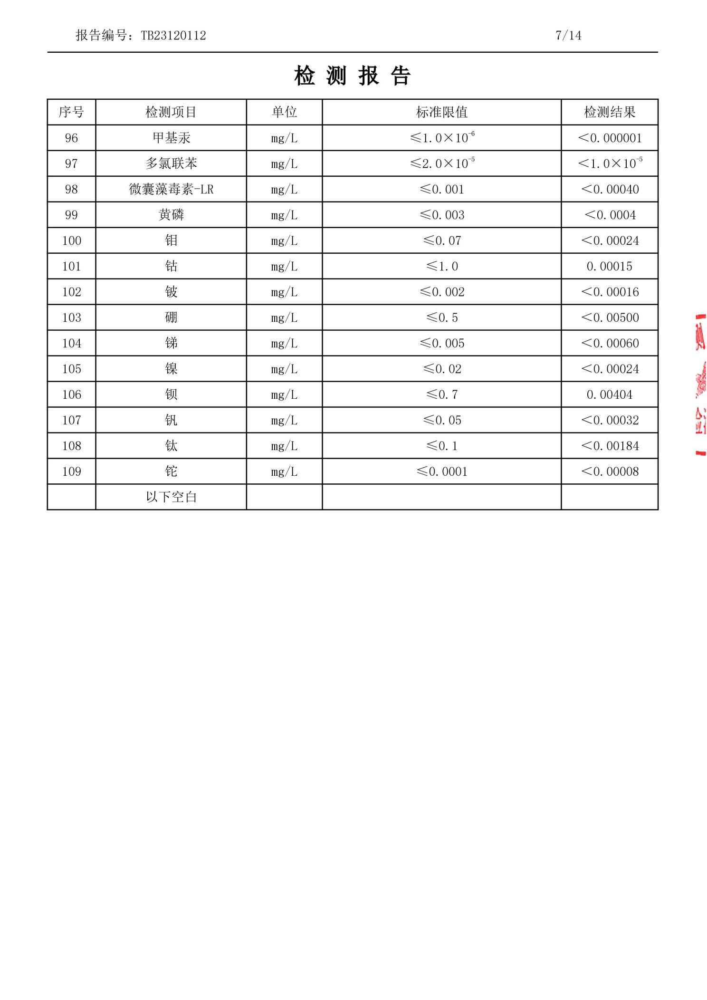 报告编号：TB23120112 7/14
检测报告
序号 检测项目 单位 标准限值 检测结果
96 甲基汞 mg/L ≤1.0×10⁻⁶ ＜0.000001
97 多氯联苯 mg/L ≤2.0×10⁻⁵ ＜1.0×10⁻⁵
98 微囊藻毒素-LR mg/L ≤0.001 ＜0.00040
99 黄磷 mg/L ≤0.003 ＜0.0004
100 钼 mg/L ≤0.07 ＜0.00024
101 钴 mg/L ≤1.0 0.00015
102 铍 mg/L ≤0.002 ＜0.00016
103 硼 mg/L ≤0.5 ＜0.00500
104 锑 mg/L ≤0.005 ＜0.00060
105 镍 mg/L ≤0.02 ＜0.00024
106 钡 mg/L ≤0.7 0.00404
107 钒 mg/L ≤0.05 ＜0.00032
108 钛 mg/L ≤0.1 ＜0.00184
109 铊 mg/L ≤0.0001 ＜0.00008
以下空白